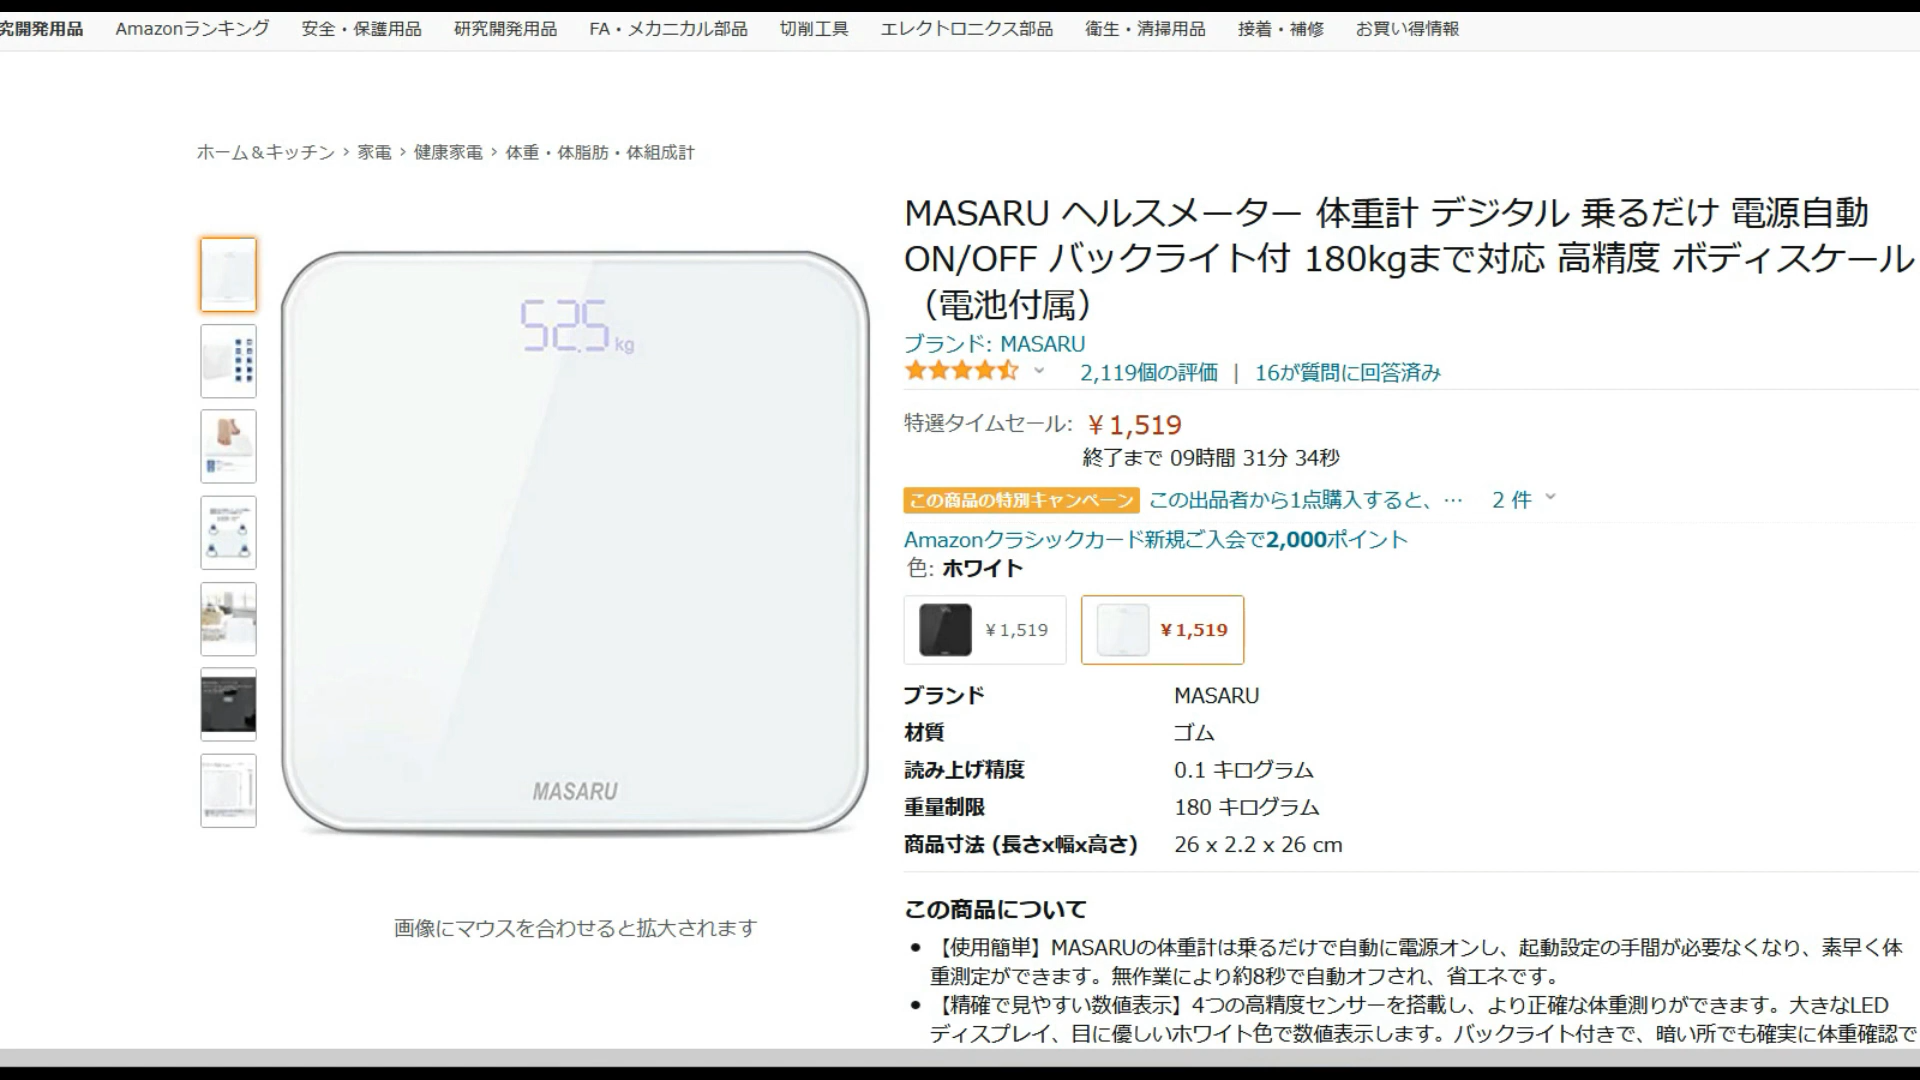 究開発用品 Amazonランキング 安全・保護用品 研究開発用品 FA・メカニカル部品 切削工具 エレクトロニクス部品 衛生・清掃用品 接着・補修 お買い得情報
ホーム＆キッチン › 家電 › 健康家電 › 体重・体脂肪・体組成計
52.5 kg
MASARU
画像にマウスを合わせると拡大されます
MASARU ヘルスメーター 体重計 デジタル 乗るだけ 電源自動
ON/OFF バックライト付 180kgまで対応 高精度 ボディスケール
（電池付属）
ブランド: MASARU
2,119個の評価 | 16が質問に回答済み
特選タイムセール: ￥1,519
終了まで 09時間 31分 34秒
この商品の特別キャンペーン この出品者から1点購入すると、… 2 件
Amazonクラシックカード新規ご入会で2,000ポイント
色: ホワイト
￥1,519 ￥1,519
ブランド MASARU
材質 ゴム
読み上げ精度 0.1 キログラム
重量制限 180 キログラム
商品寸法 (長さx幅x高さ) 26 x 2.2 x 26 cm
この商品について
• 【使用簡単】MASARUの体重計は乗るだけで自動に電源オンし、起動設定の手間が必要なくなり、素早く体
重測定ができます。無作業により約8秒で自動オフされ、省エネです。
• 【精確で見やすい数値表示】4つの高精度センサーを搭載し、より正確な体重測りができます。大きなLED
ディスプレイ、目に優しいホワイト色で数値表示します。バックライト付きで、暗い所でも確実に体重確認で